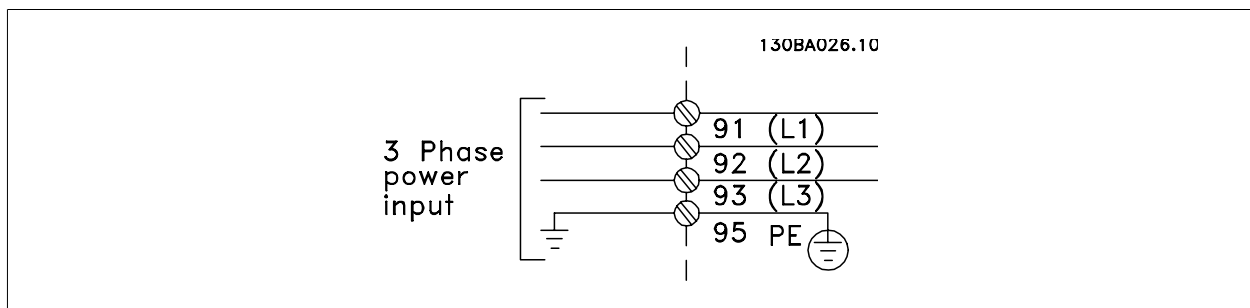 130BA026.10
3 Phase
power
input
91 (L1)
92 (L2)
93 (L3)
95 PE